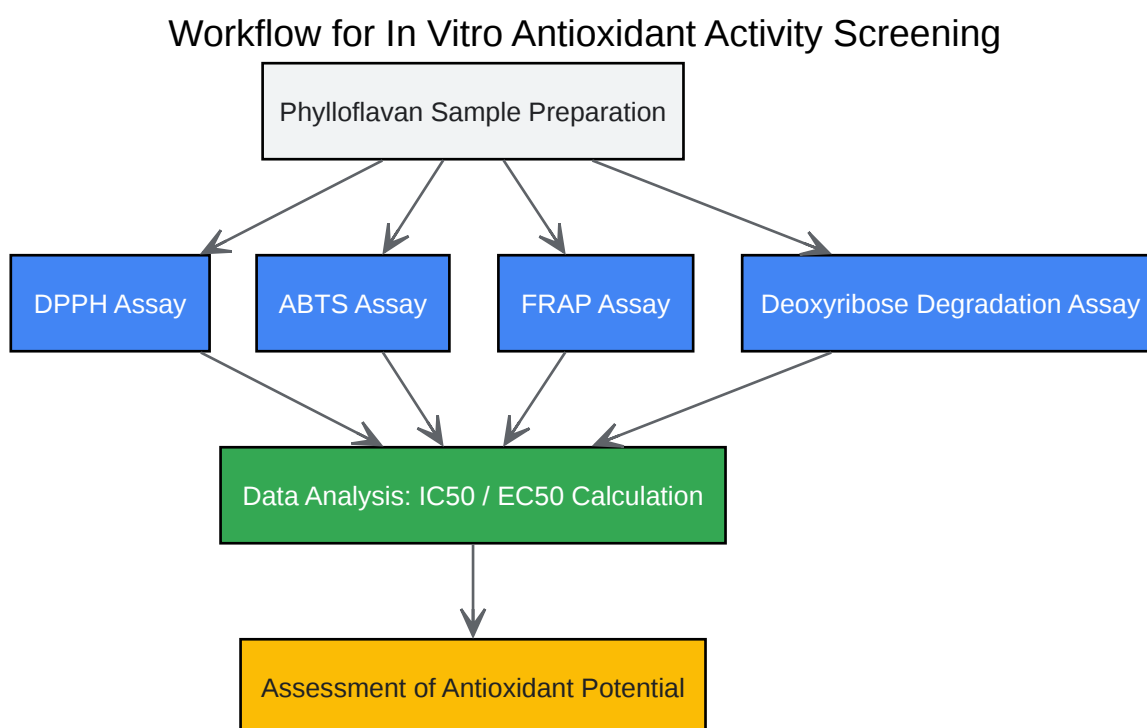 Workflow for In Vitro Antioxidant Activity Screening
Phylloflavan Sample Preparation
DPPH Assay
ABTS Assay
FRAP Assay
Deoxyribose Degradation Assay
Data Analysis: IC50 / EC50 Calculation
Assessment of Antioxidant Potential